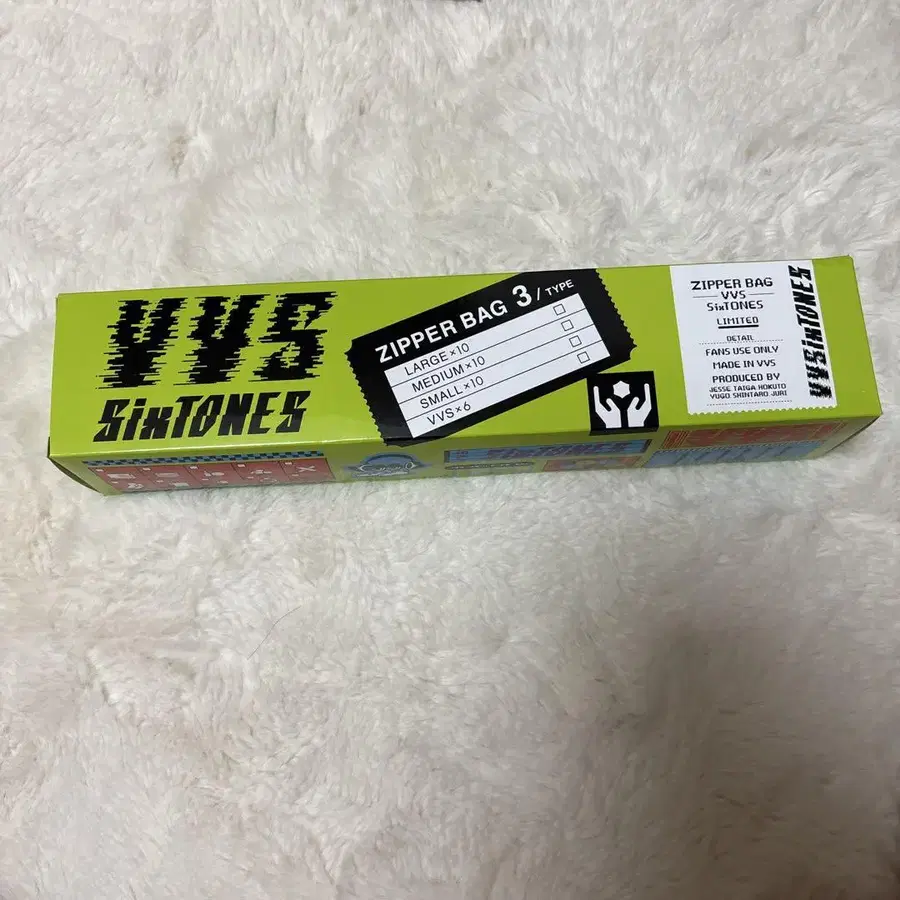 VVS
SixTONES
ZIPPER BAG 3/TYPE
LARGE×10
MEDIUM×10
SMALL×10
VVS×6
ZIPPER BAG
VVS
SixTONES
LIMITED
DETAIL
FANS USE ONLY
MADE IN VVS
PRODUCED BY
JESSE TAIGA HOKUTO
YUGO SHINTARO JURI
VVSixTONES
SixTONES